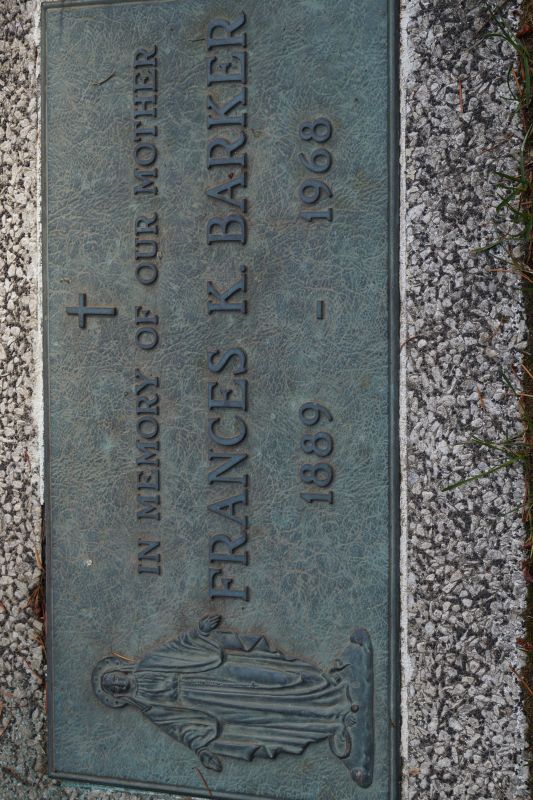 IN MEMORY OF OUR MOTHER
FRANCES K. BARKER
1889 - 1968